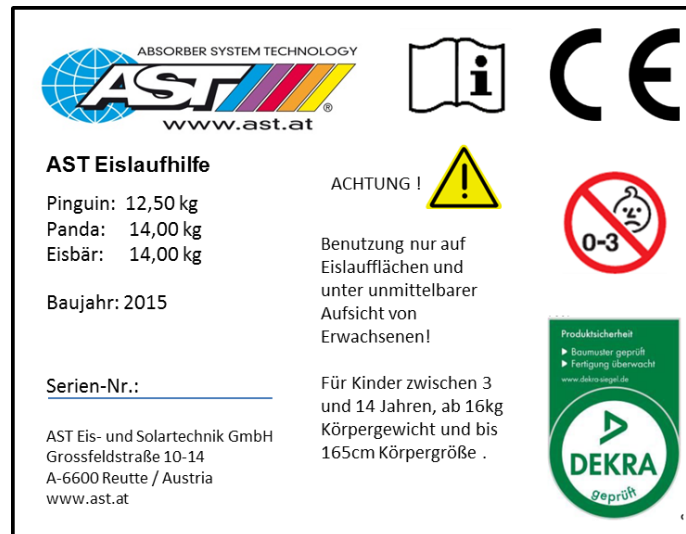 ABSORBER SYSTEM TECHNOLOGY
AST
®
www.ast.at
i
CE
AST Eislaufhilfe
Pinguin: 12,50 kg
Panda: 14,00 kg
Eisbär: 14,00 kg
Baujahr: 2015
Serien-Nr.:
AST Eis- und Solartechnik GmbH
Grossfeldstraße 10-14
A-6600 Reutte / Austria
www.ast.at
ACHTUNG !
!
Benutzung nur auf
Eislaufflächen und
unter unmittelbarer
Aufsicht von
Erwachsenen!
Für Kinder zwischen 3
und 14 Jahren, ab 16kg
Körpergewicht und bis
165cm Körpergröße .
0-3
Produktsicherheit
Baumuster geprüft
Fertigung überwacht
www.dekra-siegel.de
DEKRA
geprüft